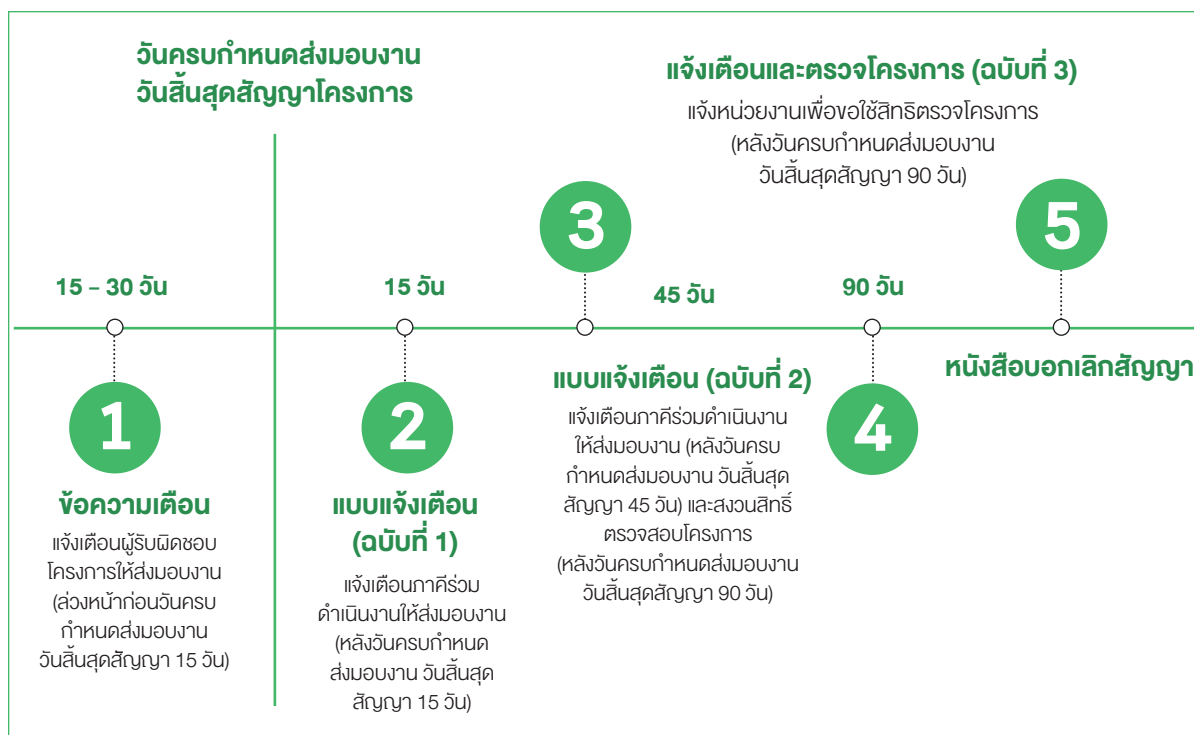 วันครบกำหนดส่งมอบงาน
วันสิ้นสุดสัญญาโครงการ
แจ้งเตือนและตรวจโครงการ (ฉบับที่ 3)
แจ้งหน่วยงานเพื่อขอใช้สิทธิตรวจโครงการ
(หลังวันครบกำหนดส่งมอบงาน
วันสิ้นสุดสัญญา 90 วัน)
3
5
15 – 30 วัน
15 วัน
45 วัน
90 วัน
1
ข้อความเตือน
แจ้งเตือนผู้รับผิดชอบ
โครงการให้ส่งมอบงาน
(ล่วงหน้าก่อนวันครบ
กำหนดส่งมอบงาน
วันสิ้นสุดสัญญา 15 วัน)
2
แบบแจ้งเตือน
(ฉบับที่ 1)
แจ้งเตือนภาคีร่วม
ดำเนินงานให้ส่งมอบงาน
(หลังวันครบกำหนด
ส่งมอบงาน วันสิ้นสุด
สัญญา 15 วัน)
แบบแจ้งเตือน (ฉบับที่ 2)
แจ้งเตือนภาคีร่วมดำเนินงาน
ให้ส่งมอบงาน (หลังวันครบ
กำหนดส่งมอบงาน วันสิ้นสุด
สัญญา 45 วัน) และสงวนสิทธิ์
ตรวจสอบโครงการ
(หลังวันครบกำหนดส่งมอบงาน
วันสิ้นสุดสัญญา 90 วัน)
4
หนังสือบอกเลิกสัญญา